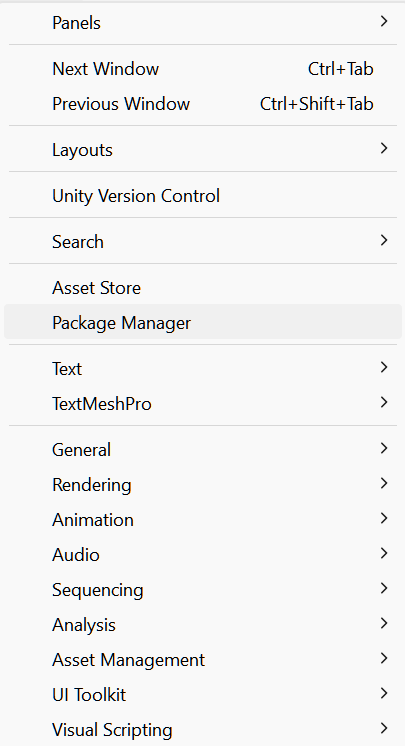 Panels
Next Window Ctrl+Tab
Previous Window Ctrl+Shift+Tab
Layouts
Unity Version Control
Search
Asset Store
Package Manager
Text
TextMeshPro
General
Rendering
Animation
Audio
Sequencing
Analysis
Asset Management
UI Toolkit
Visual Scripting